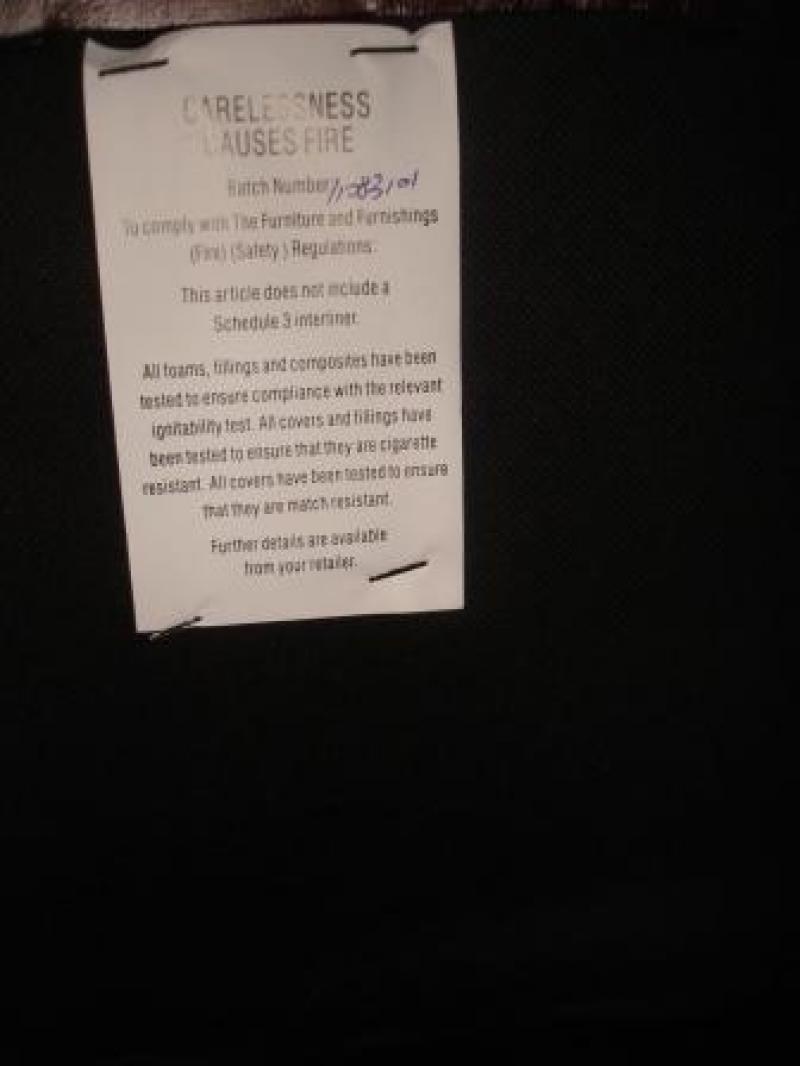 CARELESSNESS
CAUSES FIRE
Batch Number
To comply with The Furniture and Furnishings
(Fire) (Safety ) Regulations:
This article does not include a
Schedule 3 interliner.
All foams, fillings and composites have been
tested to ensure compliance with the relevant
ignitability test. All covers and fillings have
been tested to ensure that they are cigarette
resistant. All covers have been tested to ensure
that they are match resistant.
Further details are available
from your retailer.